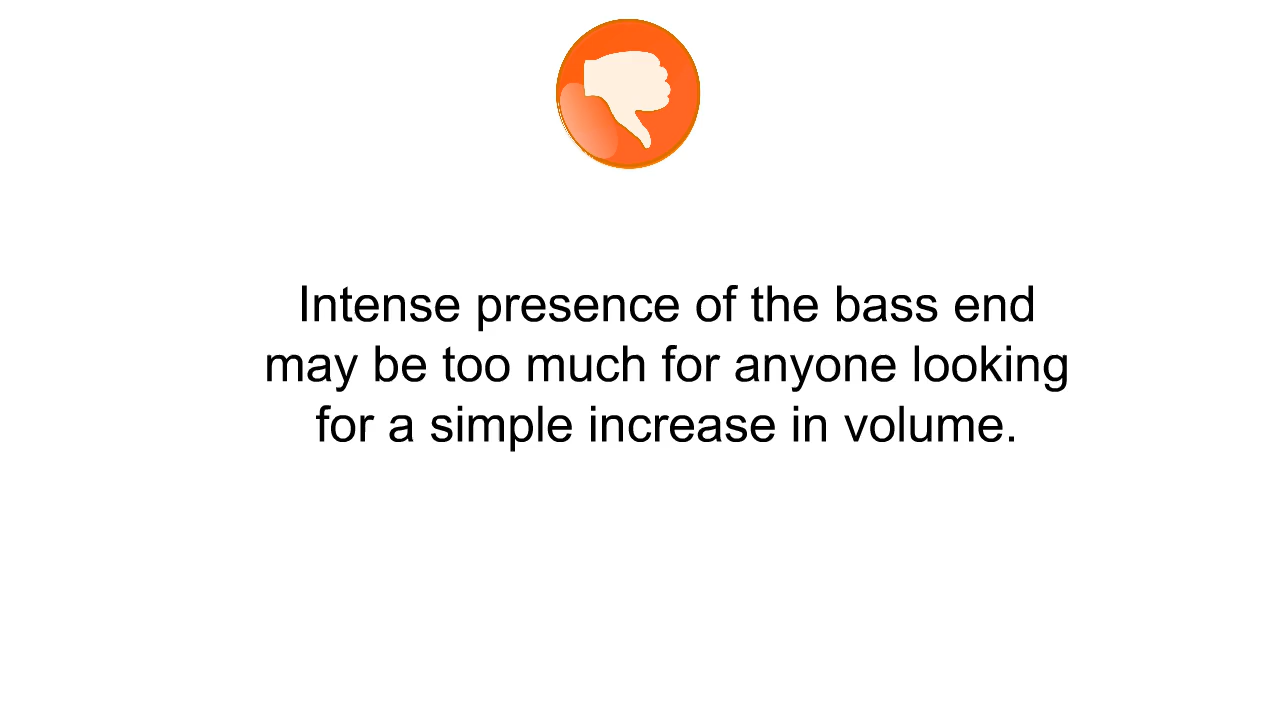 Intense presence of the bass end
may be too much for anyone looking
for a simple increase in volume.